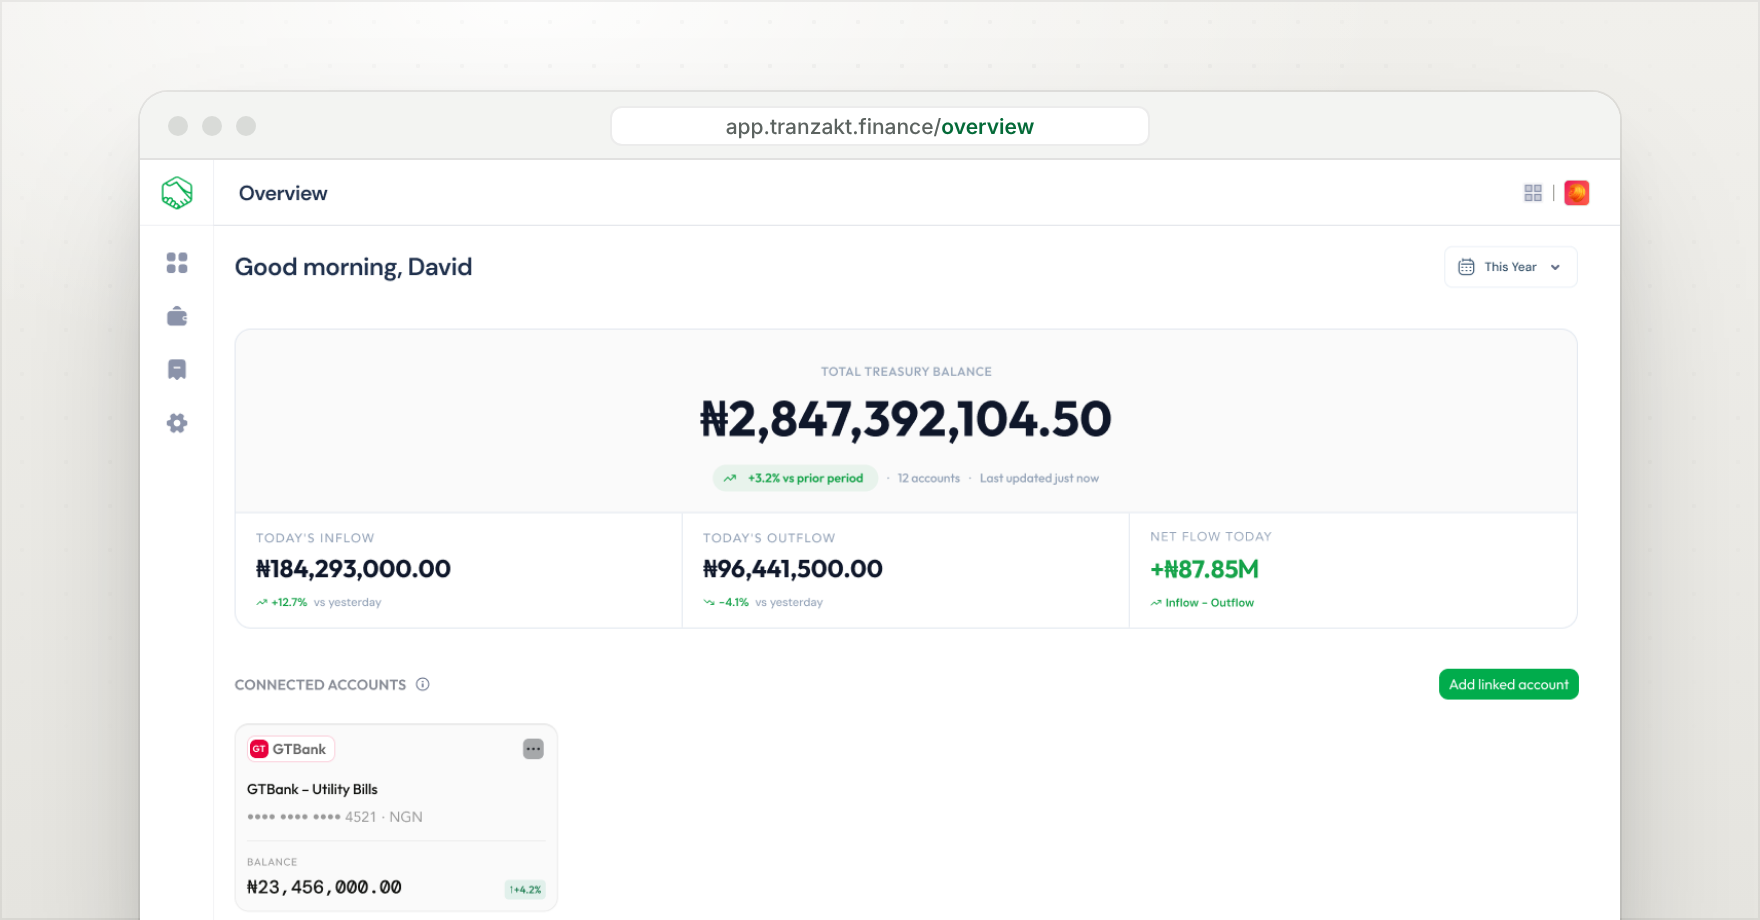 app.tranzakt.finance/overview
Overview
Good morning, David
This Year
TOTAL TREASURY BALANCE
₦2,847,392,104.50
+3.2% vs prior period · 12 accounts · Last updated just now
TODAY'S INFLOW
₦184,293,000.00
+12.7% vs yesterday
TODAY'S OUTFLOW
₦96,441,500.00
-4.1% vs yesterday
NET FLOW TODAY
+₦87.85M
Inflow - Outflow
CONNECTED ACCOUNTS
Add linked account
GT GTBank
GTBank – Utility Bills
•••• •••• •••• 4521 · NGN
BALANCE
₦23,456,000.00
↑+4.2%